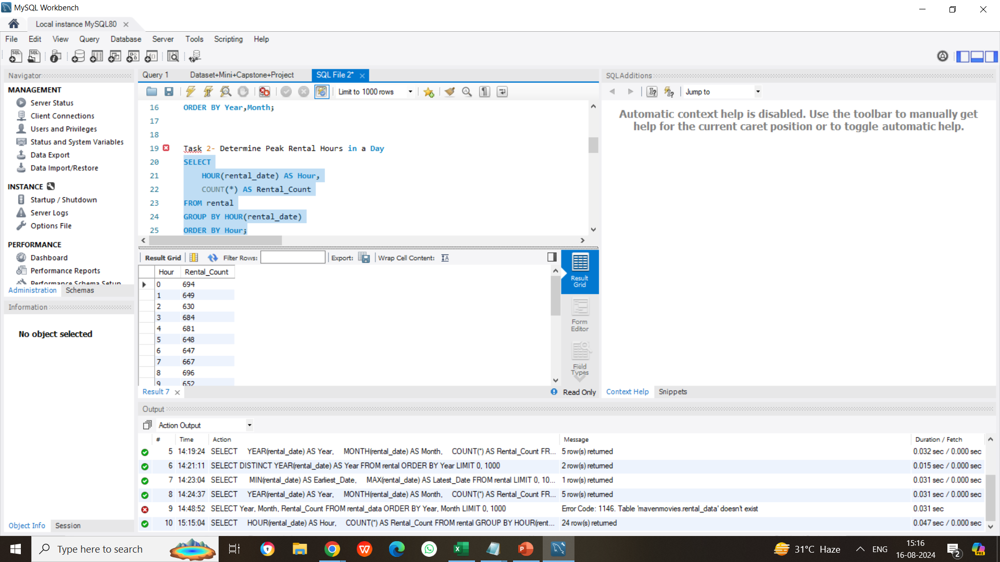 MySQL Workbench
Local instance MySQL80
File Edit View Query Database Server Tools Scripting Help
Navigator
MANAGEMENT
Server Status
Client Connections
Users and Privileges
Status and System Variables
Data Export
Data Import/Restore
INSTANCE
Startup / Shutdown
Server Logs
Options File
PERFORMANCE
Dashboard
Performance Reports
Performance Schema Setup
Administration Schemas
Information
No object selected
Object Info Session
Query 1 Dataset+Mini+Capstone+Project SQL File 2*
Limit to 1000 rows
16 ORDER BY Year,Month;
17
18
19 Task 2- Determine Peak Rental Hours in a Day
20 SELECT
21 HOUR(rental_date) AS Hour,
22 COUNT(*) AS Rental_Count
23 FROM rental
24 GROUP BY HOUR(rental_date)
25 ORDER BY Hour;
Result Grid Filter Rows: Export: Wrap Cell Content:
Hour Rental_Count
0 694
1 649
2 630
3 684
4 681
5 648
6 647
7 667
8 696
9 652
Result Grid
Form Editor
Field Types
Result 7 Read Only
SQLAdditions
Jump to
Automatic context help is disabled. Use the toolbar to manually get
help for the current caret position or to toggle automatic help.
Context Help Snippets
Output
Action Output
# Time Action Message Duration / Fetch
5 14:19:24 SELECT YEAR(rental_date) AS Year, MONTH(rental_date) AS Month, COUNT(*) AS Rental_Count FR... 5 row(s) returned 0.032 sec / 0.000 sec
6 14:21:11 SELECT DISTINCT YEAR(rental_date) AS Year FROM rental ORDER BY Year LIMIT 0, 1000 2 row(s) returned 0.015 sec / 0.000 sec
7 14:23:04 SELECT MIN(rental_date) AS Earliest_Date, MAX(rental_date) AS Latest_Date FROM rental LIMIT 0, 10... 1 row(s) returned 0.031 sec / 0.000 sec
8 14:24:37 SELECT YEAR(rental_date) AS Year, MONTH(rental_date) AS Month, COUNT(*) AS Rental_Count FR... 5 row(s) returned 0.031 sec / 0.000 sec
9 14:48:52 SELECT Year, Month, Rental_Count FROM rental_data ORDER BY Year, Month LIMIT 0, 1000 Error Code: 1146. Table 'mavenmovies.rental_data' doesn't exist 0.031 sec
10 15:15:04 SELECT HOUR(rental_date) AS Hour, COUNT(*) AS Rental_Count FROM rental GROUP BY HOUR(rent... 24 row(s) returned 0.047 sec / 0.000 sec
Type here to search
31°C Haze
ENG
15:16
16-08-2024
2
PRE